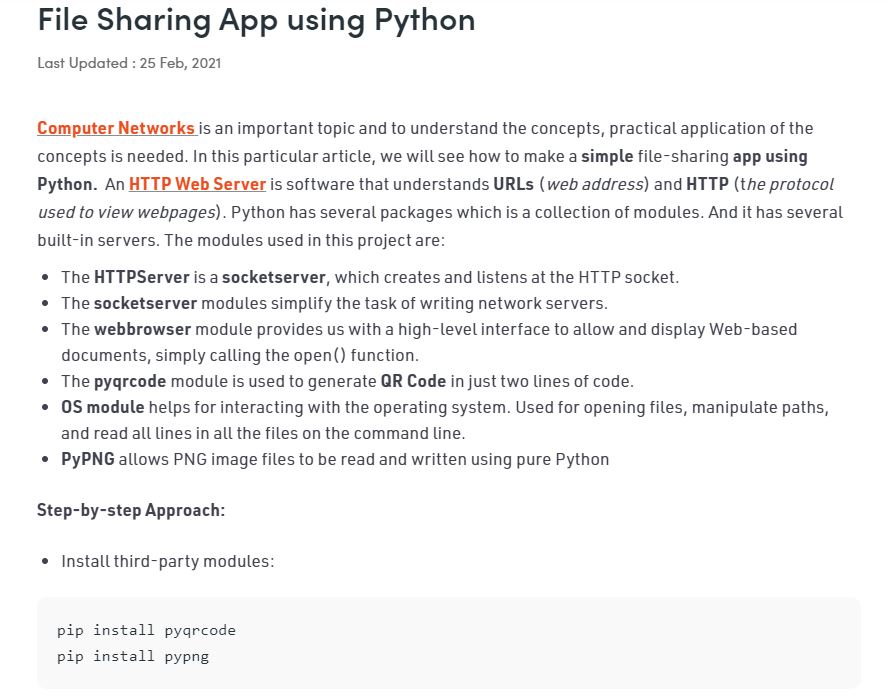 File Sharing App using Python
Last Updated : 25 Feb, 2021
Computer Networks is an important topic and to understand the concepts, practical application of the
concepts is needed. In this particular article, we will see how to make a simple file-sharing app using
Python. An HTTP Web Server is software that understands URLs (web address) and HTTP (the protocol
used to view webpages). Python has several packages which is a collection of modules. And it has several
built-in servers. The modules used in this project are:
• The HTTPServer is a socketserver, which creates and listens at the HTTP socket.
• The socketserver modules simplify the task of writing network servers.
• The webbrowser module provides us with a high-level interface to allow and display Web-based
documents, simply calling the open() function.
• The pyqrcode module is used to generate QR Code in just two lines of code.
• OS module helps for interacting with the operating system. Used for opening files, manipulate paths,
and read all lines in all the files on the command line.
• PyPNG allows PNG image files to be read and written using pure Python
Step-by-step Approach:
• Install third-party modules:
pip install pyqrcode
pip install pypng